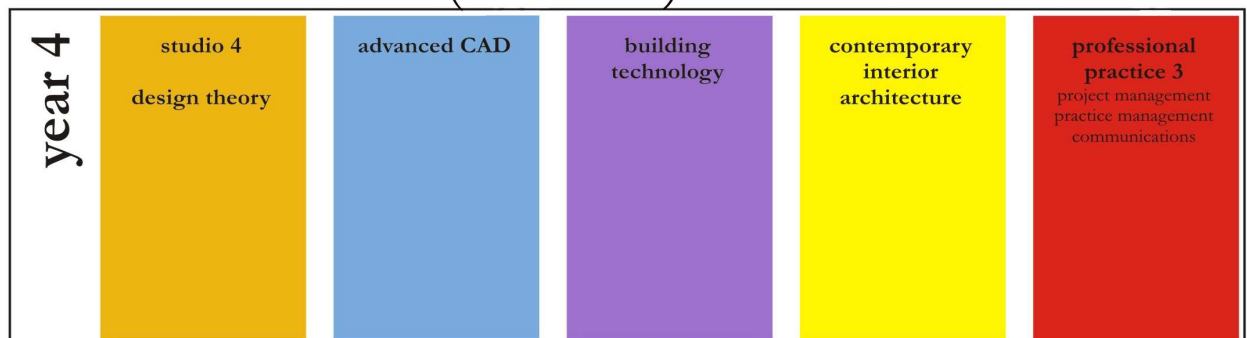 year 4
studio 4
design theory
advanced CAD
building
technology
contemporary
interior
architecture
professional
practice 3
project management
practice management
communications